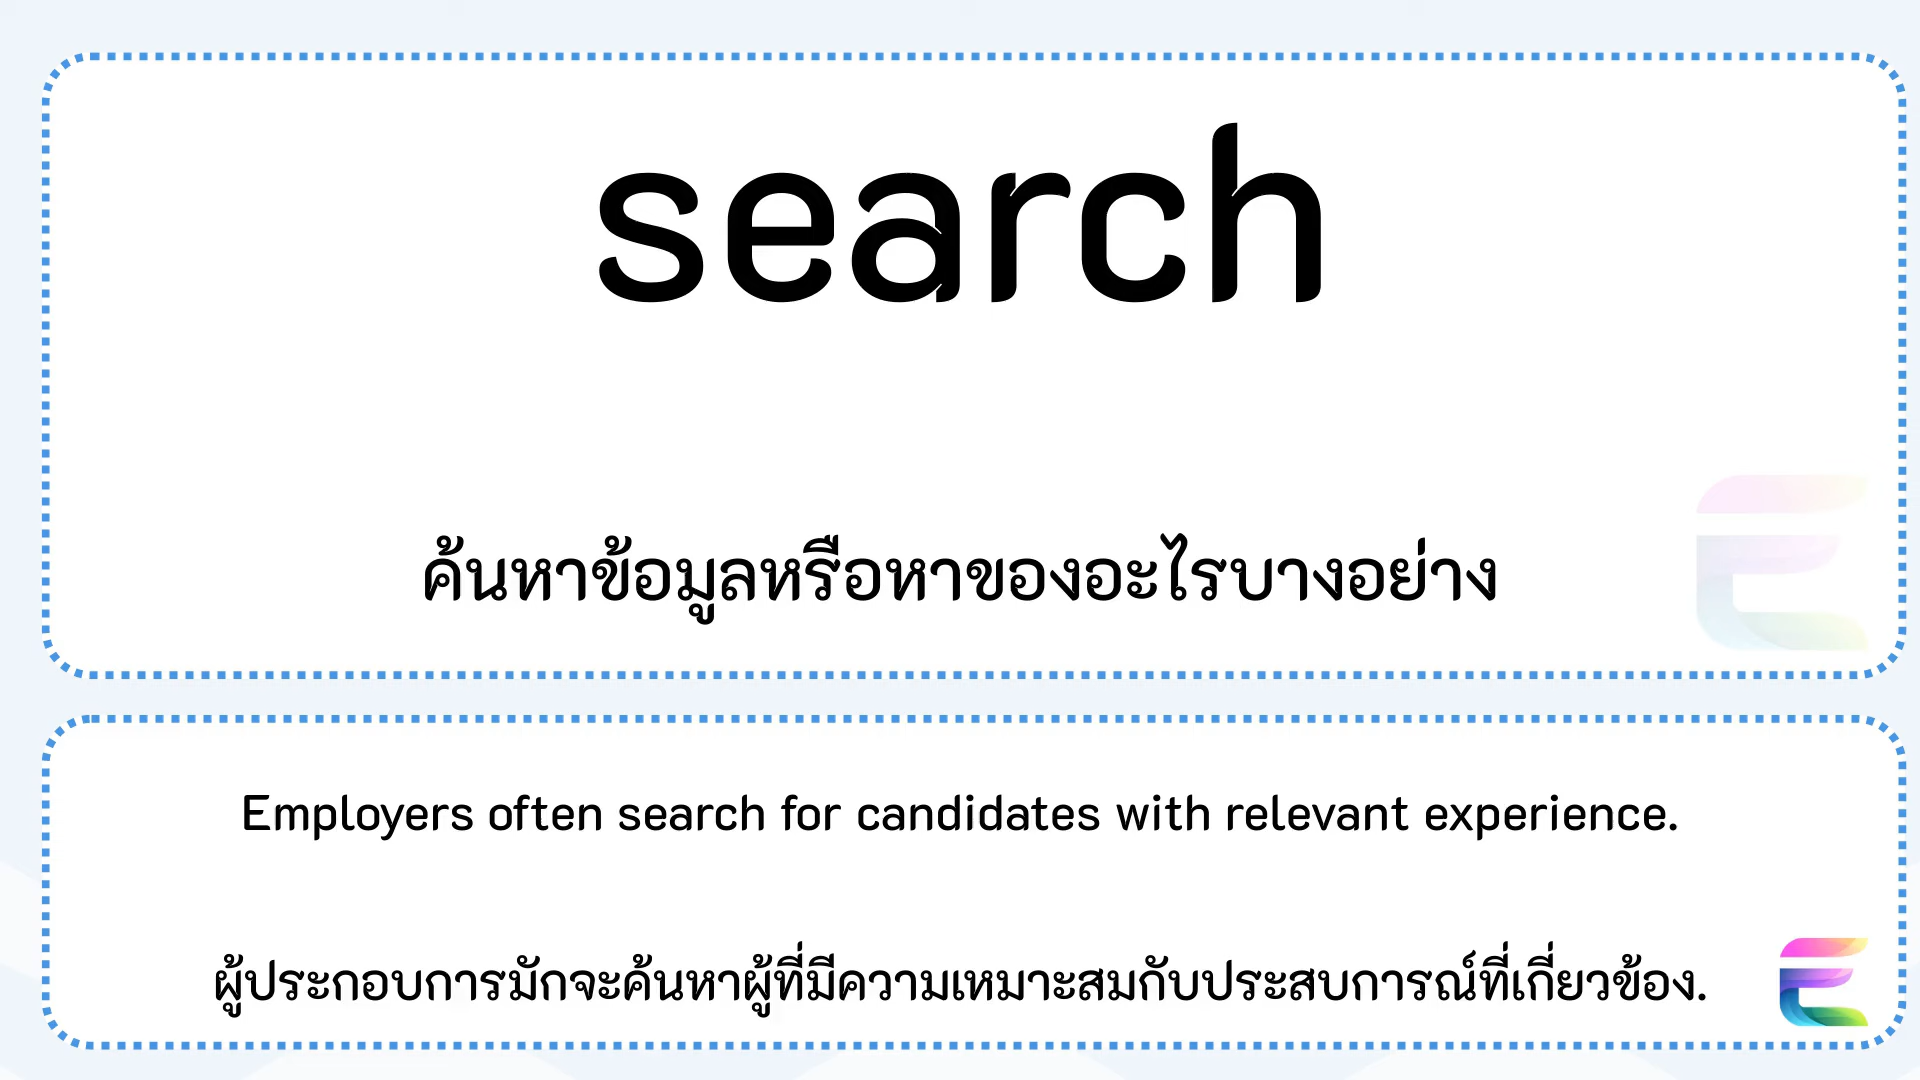 search
ค้นหาข้อมูลหรือหาของอะไรบางอย่าง
Employers often search for candidates with relevant experience.
ผู้ประกอบการมักจะค้นหาผู้ที่มีความเหมาะสมกับประสบการณ์ที่เกี่ยวข้อง.